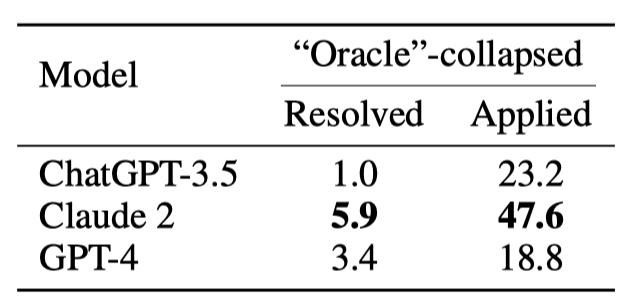 Model “Oracle”-collapsed
Resolved Applied
ChatGPT-3.5 1.0 23.2
Claude 2 5.9 47.6
GPT-4 3.4 18.8